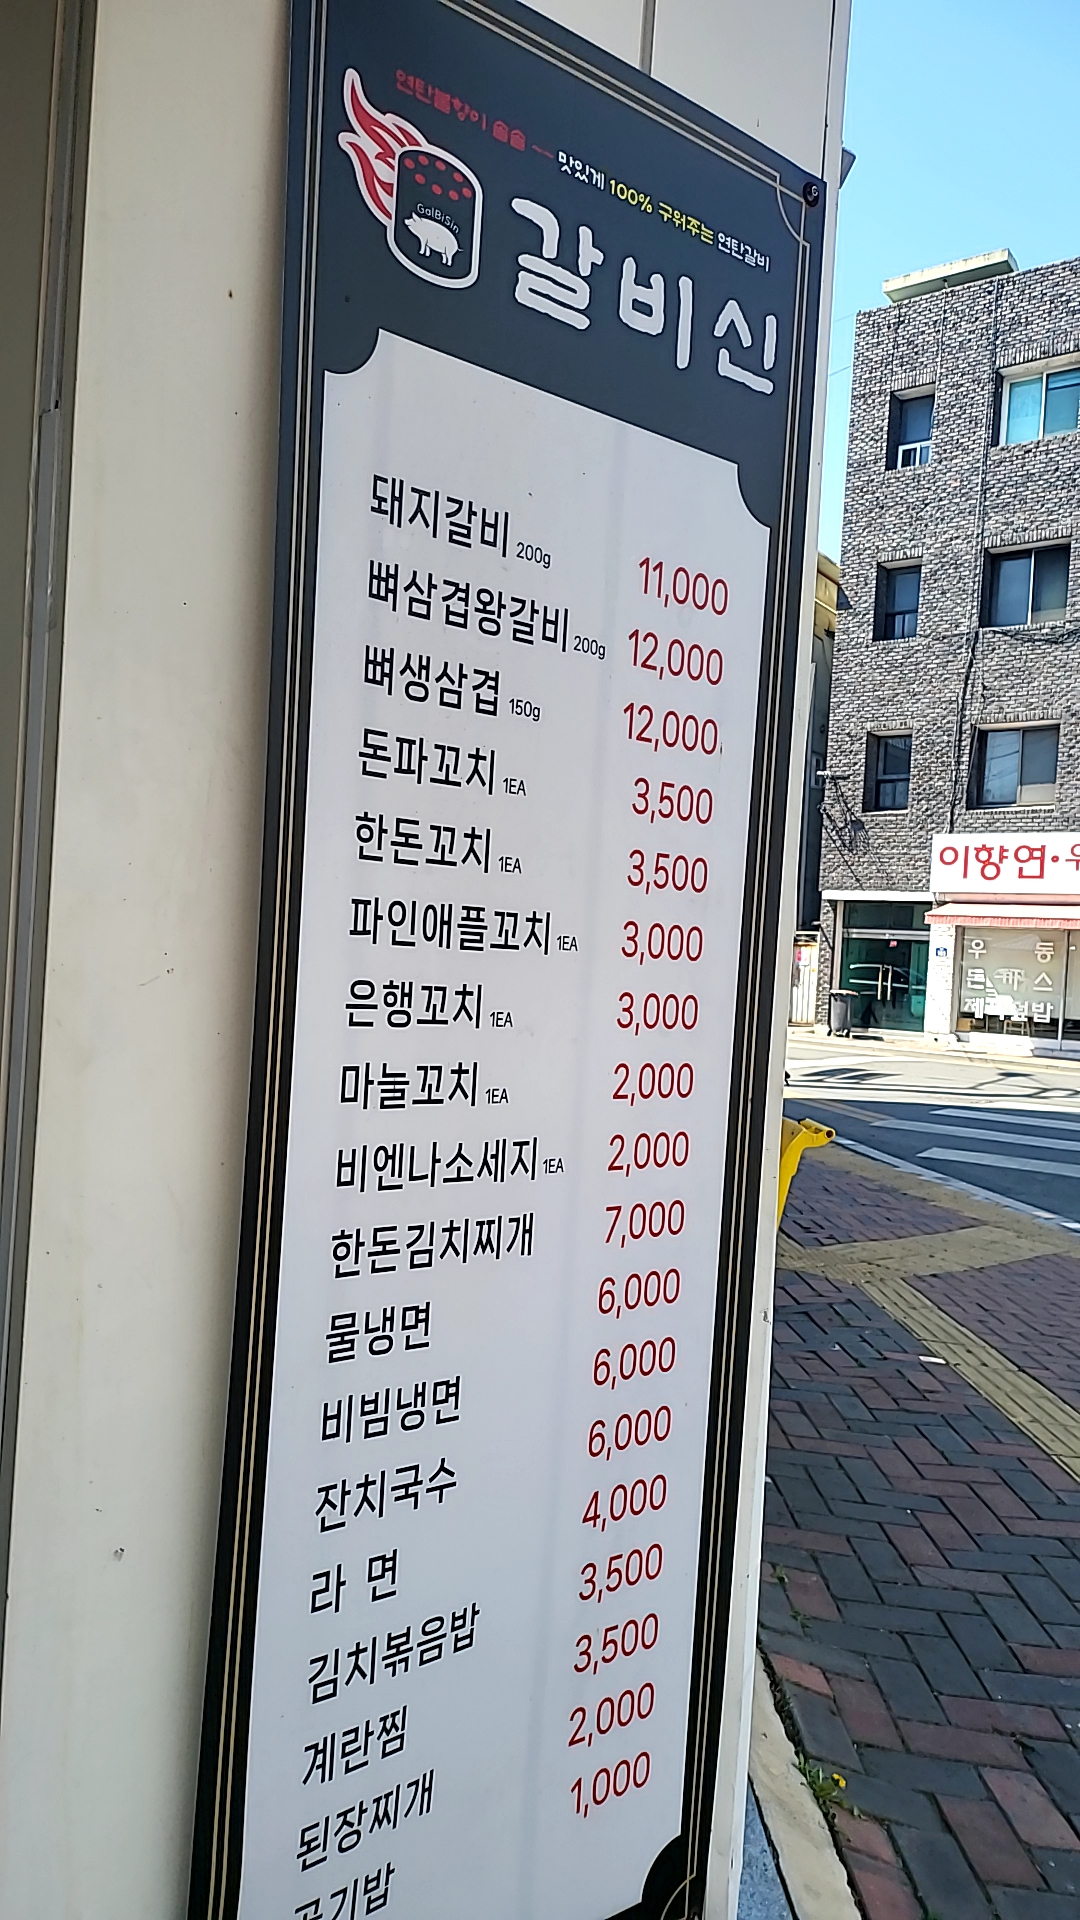 연탄불향이 솔솔~~ 맛있게 100% 구워주는 연탄갈비
GalBiSin
갈비신
돼지갈비 200g 11,000
뼈삼겹왕갈비 200g 12,000
뼈생삼겹 150g 12,000
돈파꼬치 1EA 3,500
한돈꼬치 1EA 3,500
파인애플꼬치 1EA 3,000
은행꼬치 1EA 3,000
마늘꼬치 1EA 2,000
비엔나소세지 1EA 2,000
한돈김치찌개 7,000
물냉면 6,000
비빔냉면 6,000
잔치국수 6,000
라 면 4,000
김치볶음밥 3,500
계란찜 3,500
된장찌개 2,000
공기밥 1,000
이향연·
우 동